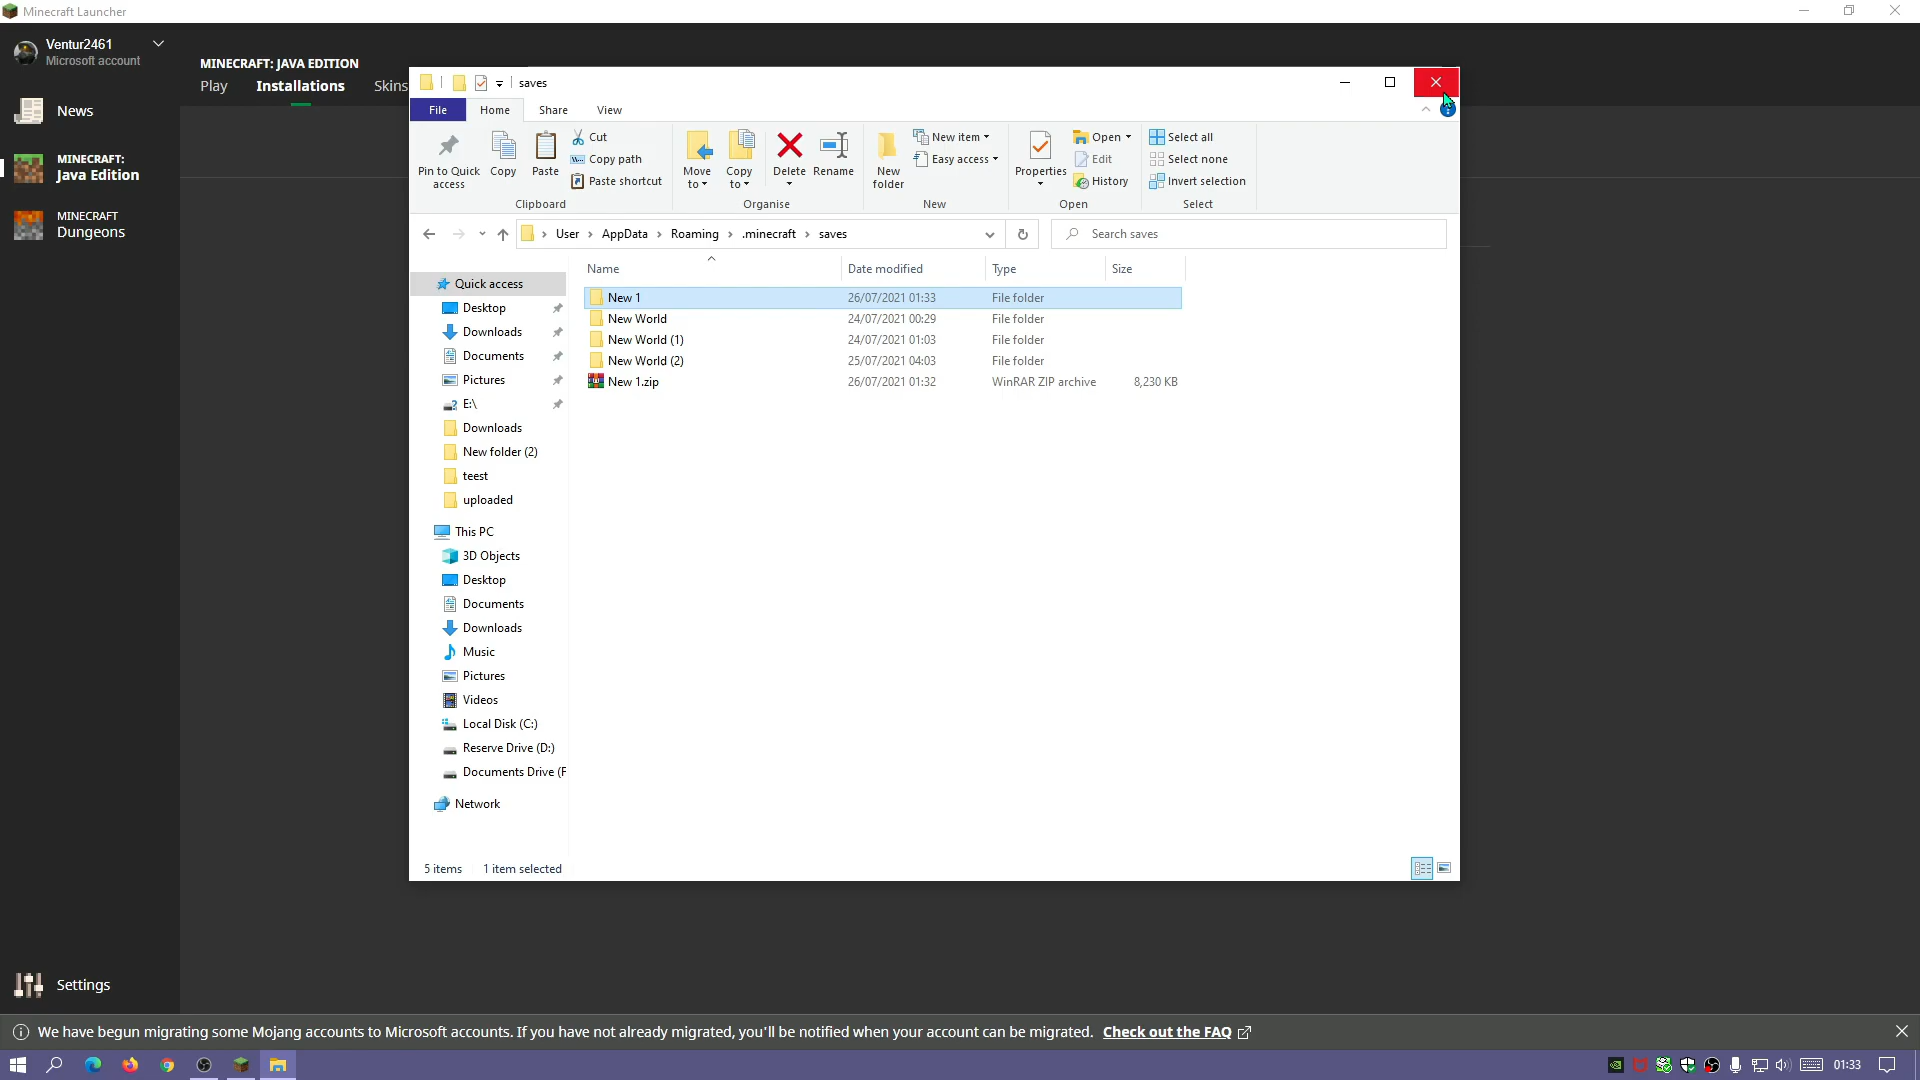 Minecraft Launcher
Ventur2461
Microsoft account
News
MINECRAFT:
Java Edition
MINECRAFT
Dungeons
Settings
MINECRAFT: JAVA EDITION
Play Installations Skins
saves
File Home Share View
Pin to Quick access
Copy
Paste
Cut
Copy path
Paste shortcut
Clipboard
Move to
Copy to
Delete
Rename
Organise
New folder
New item
Easy access
New
Properties
Open
Edit
History
Open
Select all
Select none
Invert selection
Select
User > AppData > Roaming > .minecraft > saves
Search saves
Quick access
Desktop
Downloads
Documents
Pictures
E:\
Downloads
New folder (2)
teest
uploaded
This PC
3D Objects
Desktop
Documents
Downloads
Music
Pictures
Videos
Local Disk (C:)
Reserve Drive (D:)
Documents Drive (F
Network
Name Date modified Type Size
New 1 26/07/2021 01:33 File folder
New World 24/07/2021 00:29 File folder
New World (1) 24/07/2021 01:03 File folder
New World (2) 25/07/2021 04:03 File folder
New 1.zip 26/07/2021 01:32 WinRAR ZIP archive 8,230 KB
5 items 1 item selected
We have begun migrating some Mojang accounts to Microsoft accounts. If you have not already migrated, you'll be notified when your account can be migrated. Check out the FAQ
01:33